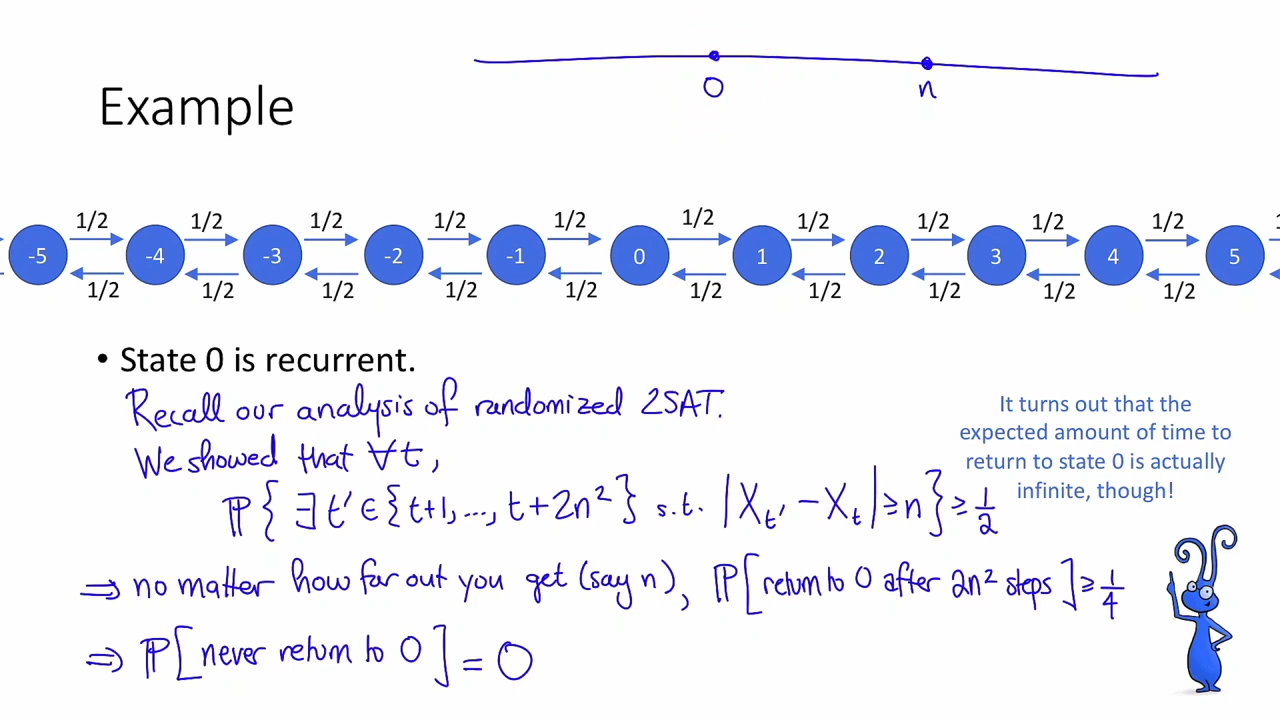 0 n
Example
1/2 1/2 1/2 1/2 1/2 1/2 1/2 1/2 1/2 1/2
-5 -4 -3 -2 -1 0 1 2 3 4 5
1/2 1/2 1/2 1/2 1/2 1/2 1/2 1/2 1/2 1/2
• State 0 is recurrent.
Recall our analysis of randomized 2SAT.
We showed that ∀t,
ℙ{ ∃ t' ∈ {t+1, ..., t+2n²} s.t. |X_t' − X_t| ≥ n } ≥ 1/2
⇒ no matter how far out you get (say n), ℙ[return to 0 after 2n² steps] ≥ 1/4
⇒ ℙ[never return to 0] = 0
It turns out that the
expected amount of time to
return to state 0 is actually
infinite, though!